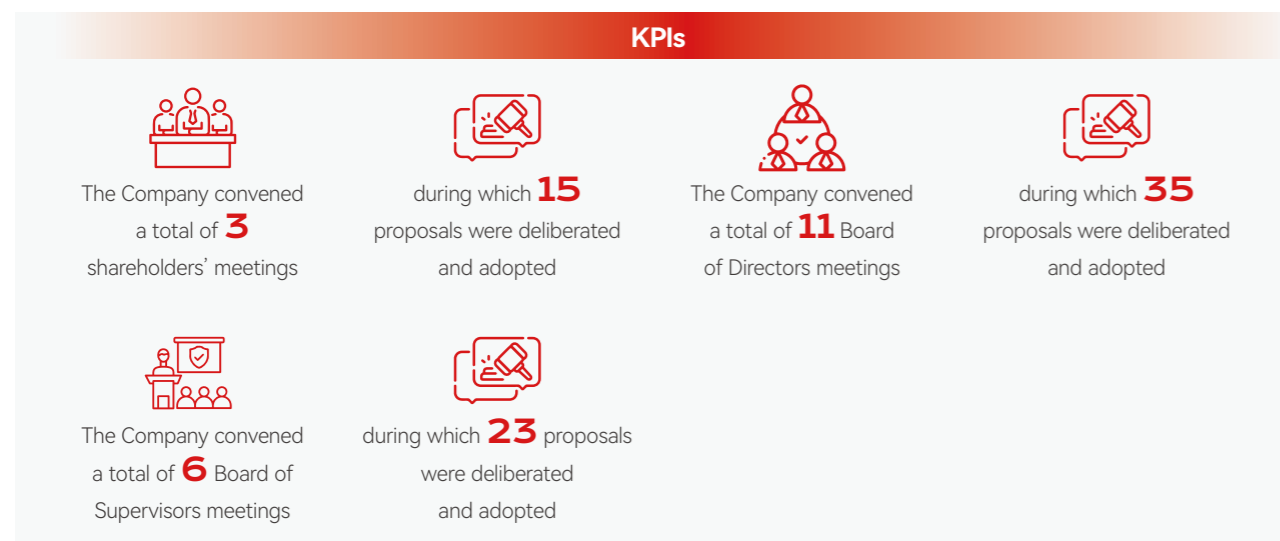 KPIs
The Company convened
a total of 3
shareholders’ meetings
during which 15
proposals were deliberated
and adopted
The Company convened
a total of 11 Board
of Directors meetings
during which 35
proposals were deliberated
and adopted
The Company convened
a total of 6 Board of
Supervisors meetings
during which 23 proposals
were deliberated
and adopted